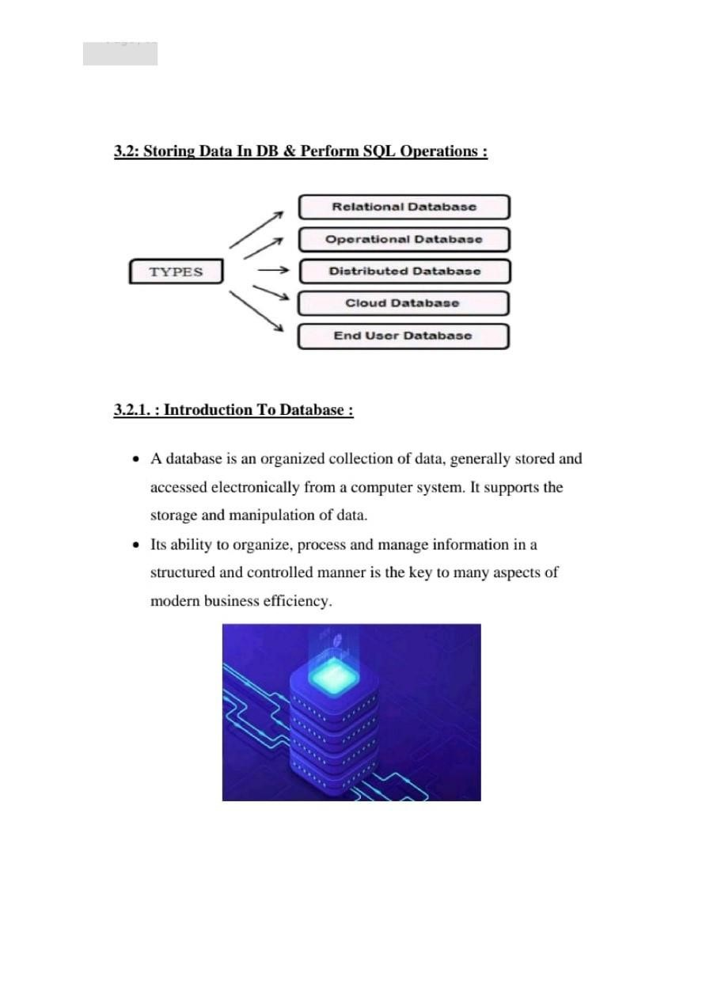 3.2: Storing Data In DB & Perform SQL Operations :
Relational Database
Operational Database
TYPES
Distributed Database
Cloud Database
End User Database
3.2.1. : Introduction To Database :
• A database is an organized collection of data, generally stored and
accessed electronically from a computer system. It supports the
storage and manipulation of data.
• Its ability to organize, process and manage information in a
structured and controlled manner is the key to many aspects of
modern business efficiency.